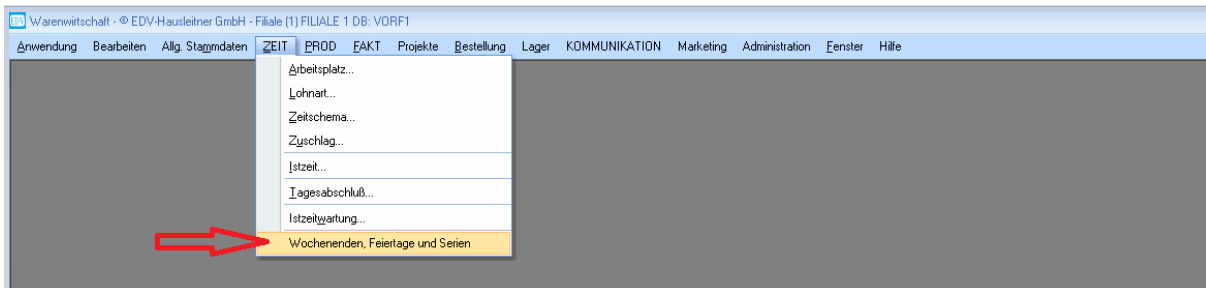 EDV Warenwirtschaft - © EDV-Hausleitner GmbH - Filiale (1) FILIALE 1 DB: VORF1
Anwendung Bearbeiten Allg. Stammdaten ZEIT PROD FAKT Projekte Bestellung Lager KOMMUNIKATION Marketing Administration Fenster Hilfe
Arbeitsplatz...
Lohnart...
Zeitschema...
Zuschlag...
Istzeit...
Tagesabschluß...
Istzeitwartung...
Wochenenden, Feiertage und Serien